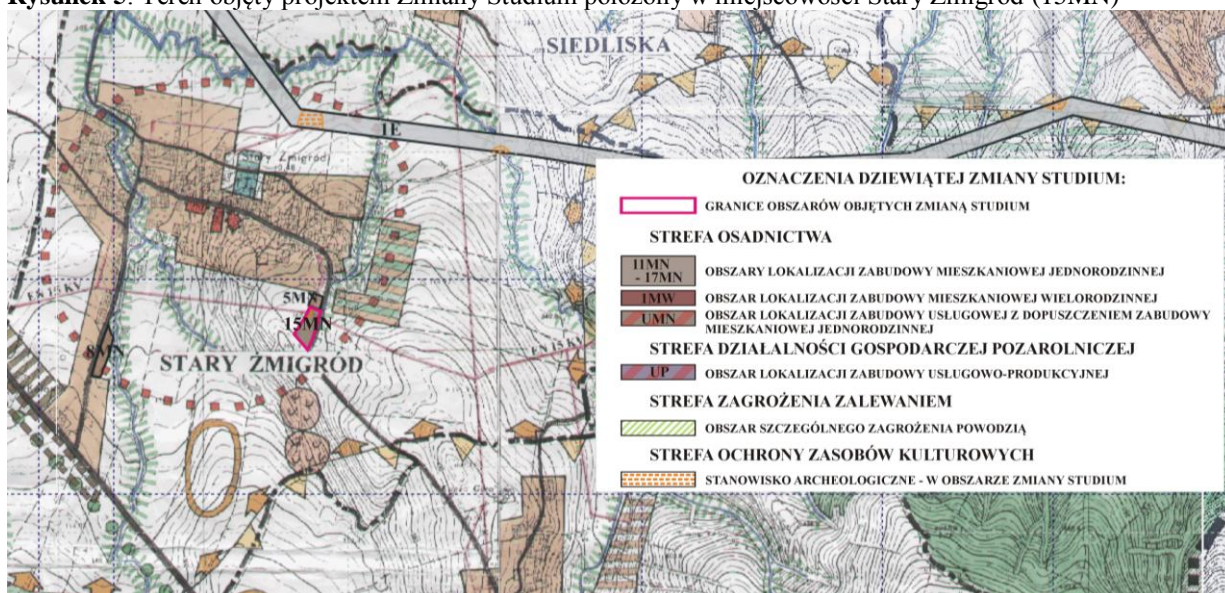 Rysunek 5. Teren objęty projektem Zmiany Studium położony w miejscowości Stary Żmigród (15MN)
SIEDLISKA
1E
Stary Żmigród
5MN
15MN
8MN
STARY ŻMIGRÓD
OZNACZENIA DZIEWIĄTEJ ZMIANY STUDIUM:
GRANICE OBSZARÓW OBJĘTYCH ZMIANĄ STUDIUM
STREFA OSADNICTWA
11MN
- 17MN
OBSZARY LOKALIZACJI ZABUDOWY MIESZKANIOWEJ JEDNORODZINNEJ
1MW
OBSZAR LOKALIZACJI ZABUDOWY MIESZKANIOWEJ WIELORODZINNEJ
UMN
OBSZAR LOKALIZACJI ZABUDOWY USŁUGOWEJ Z DOPUSZCZENIEM ZABUDOWY
MIESZKANIOWEJ JEDNORODZINNEJ
STREFA DZIAŁALNOŚCI GOSPODARCZEJ POZAROLNICZEJ
UP
OBSZAR LOKALIZACJI ZABUDOWY USŁUGOWO-PRODUKCYJNEJ
STREFA ZAGROŻENIA ZALEWANIEM
OBSZAR SZCZEGÓLNEGO ZAGROŻENIA POWODZIĄ
STREFA OCHRONY ZASOBÓW KULTUROWYCH
STANOWISKO ARCHEOLOGICZNE - W OBSZARZE ZMIANY STUDIUM